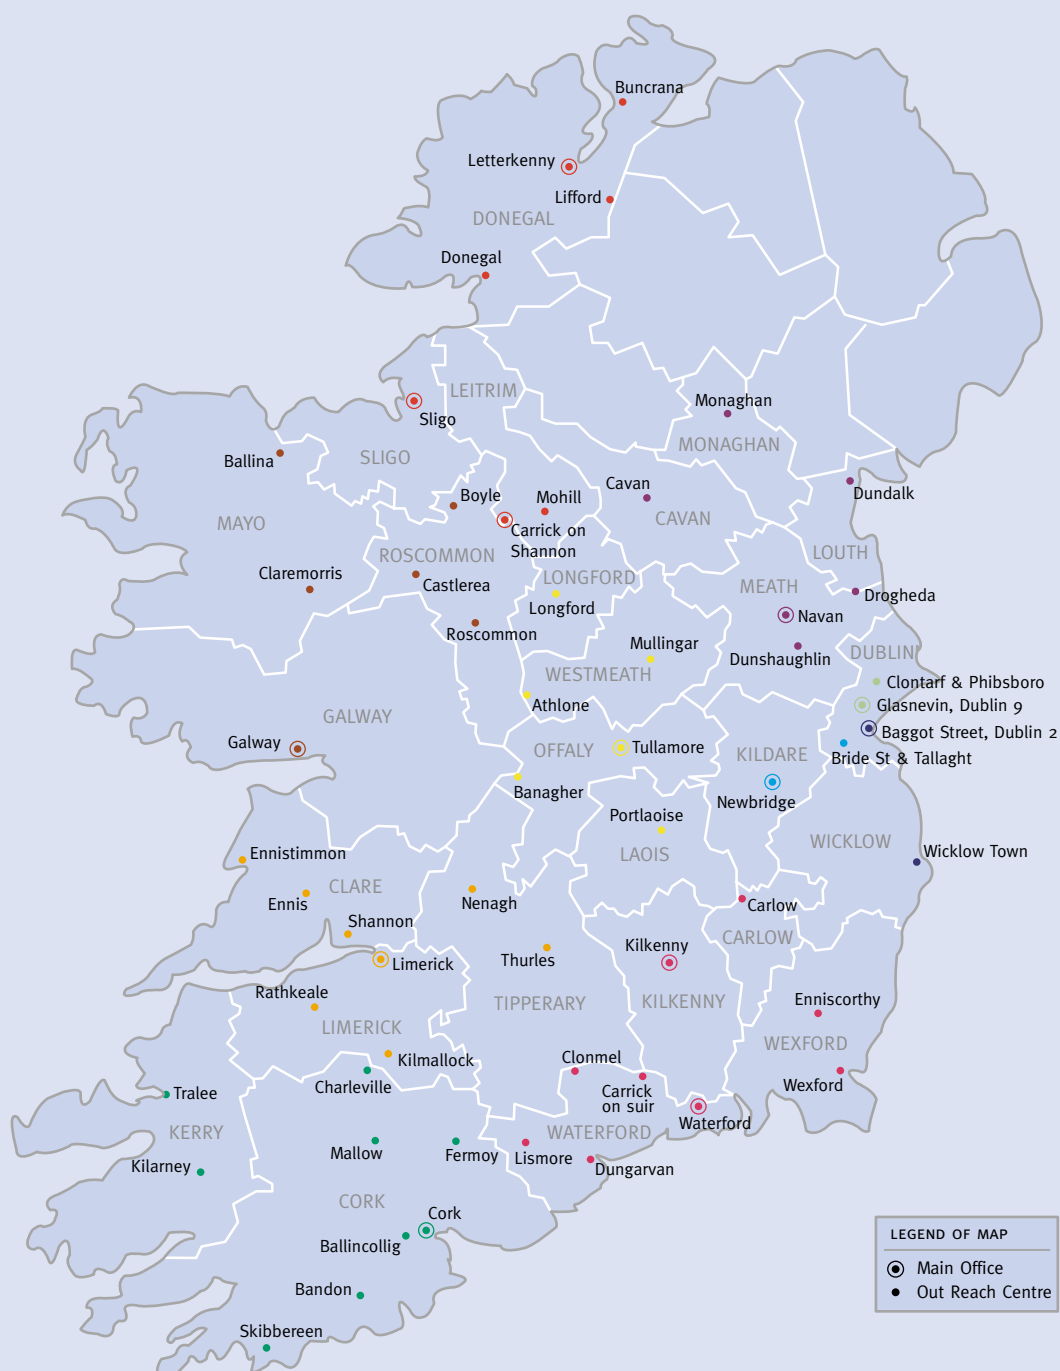 Buncrana
Letterkenny
Lifford
DONEGAL
Donegal
LEITRIM
Sligo
Monaghan
MONAGHAN
SLIGO
Ballina
Boyle
Mohill
Cavan
Dundalk
CAVAN
MAYO
Carrick on
Shannon
ROSCOMMON
LOUTH
Claremorris
Castlerea
LONGFORD
Longford
MEATH
Drogheda
Navan
Roscommon
Mullingar
Dunshaughlin
DUBLIN
WESTMEATH
Clontarf & Phibsboro
Athlone
Glasnevin, Dublin 9
GALWAY
Baggot Street, Dublin 2
Galway
OFFALY
Tullamore
KILDARE
Bride St & Tallaght
Banagher
Newbridge
Portlaoise
WICKLOW
Ennistimmon
LAOIS
Wicklow Town
CLARE
Ennis
Nenagh
Carlow
Shannon
CARLOW
Kilkenny
Limerick
Thurles
Rathkeale
TIPPERARY
KILKENNY
Enniscorthy
LIMERICK
WEXFORD
Kilmallock
Clonmel
Charleville
Carrick
on suir
Wexford
Tralee
Waterford
KERRY
WATERFORD
Mallow
Fermoy
Lismore
Kilarney
Dungarvan
CORK
Cork
Ballincollig
Bandon
Skibbereen
LEGEND OF MAP
Main Office
Out Reach Centre